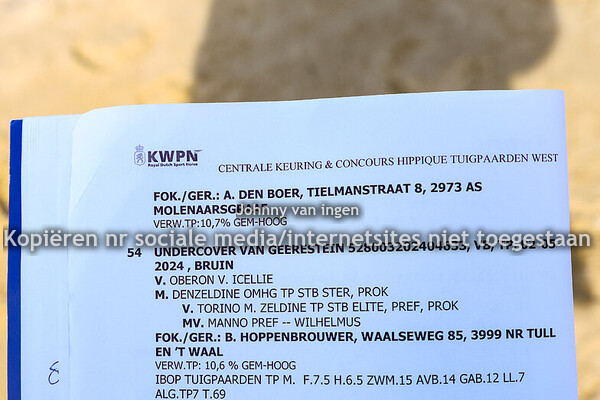 KWPN
Royal Dutch Sport Horse
CENTRALE KEURING & CONCOURS HIPPIQUE TUIGPAARDEN WEST
FOK./GER.: A. DEN BOER, TIELMANSTRAAT 8, 2973 AS
MOLENAARSGRAAF
Johnny van ingen
VERW.TP:10,7% GEM-HOOG
Kopiëren nr sociale media/internetsites niet toegestaan
54 UNDERCOVER VAN GEERESTEIN 528003202404855, VB,
2024 , BRUIN
V. OBERON V. ICELLIE
M. DENZELDINE OMHG TP STB STER, PROK
V. TORINO M. ZELDINE TP STB ELITE, PREF, PROK
MV. MANNO PREF -- WILHELMUS
FOK./GER.: B. HOPPENBROUWER, WAALSEWEG 85, 3999 NR TULL
EN 'T WAAL
VERW.TP: 10,6 % GEM-HOOG
8 IBOP TUIGPAARDEN TP M. F.7.5 H.6.5 ZWM.15 AVB.14 GAB.12 LL.7
ALG.TP7 T.69